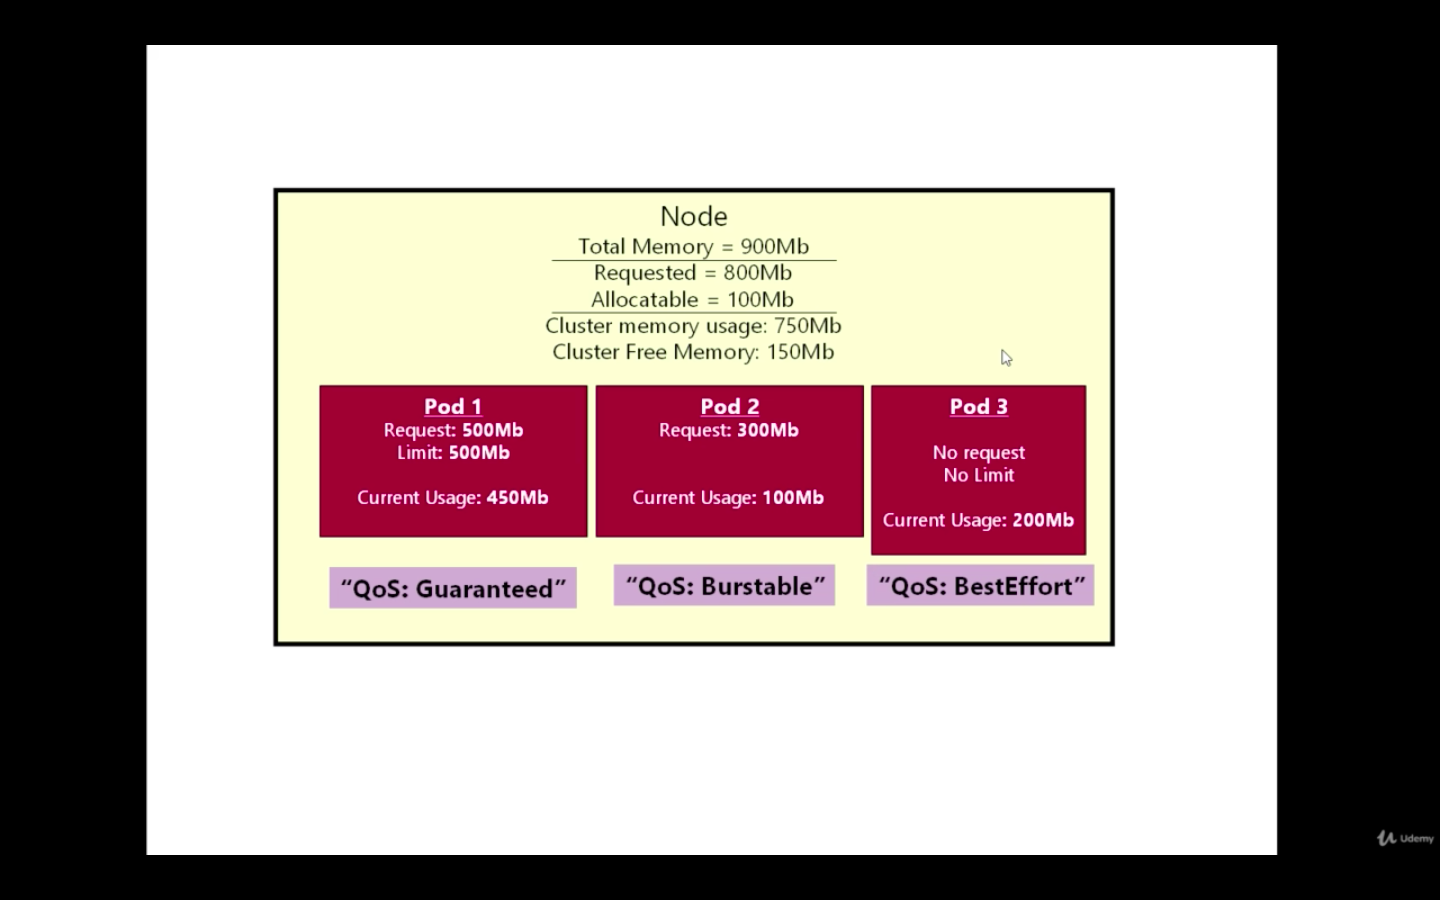 Node
Total Memory = 900Mb
Requested = 800Mb
Allocatable = 100Mb
Cluster memory usage: 750Mb
Cluster Free Memory: 150Mb
Pod 1
Request: 500Mb
Limit: 500Mb
Current Usage: 450Mb
“QoS: Guaranteed”
Pod 2
Request: 300Mb
Current Usage: 100Mb
“QoS: Burstable”
Pod 3
No request
No Limit
Current Usage: 200Mb
“QoS: BestEffort”
Udemy